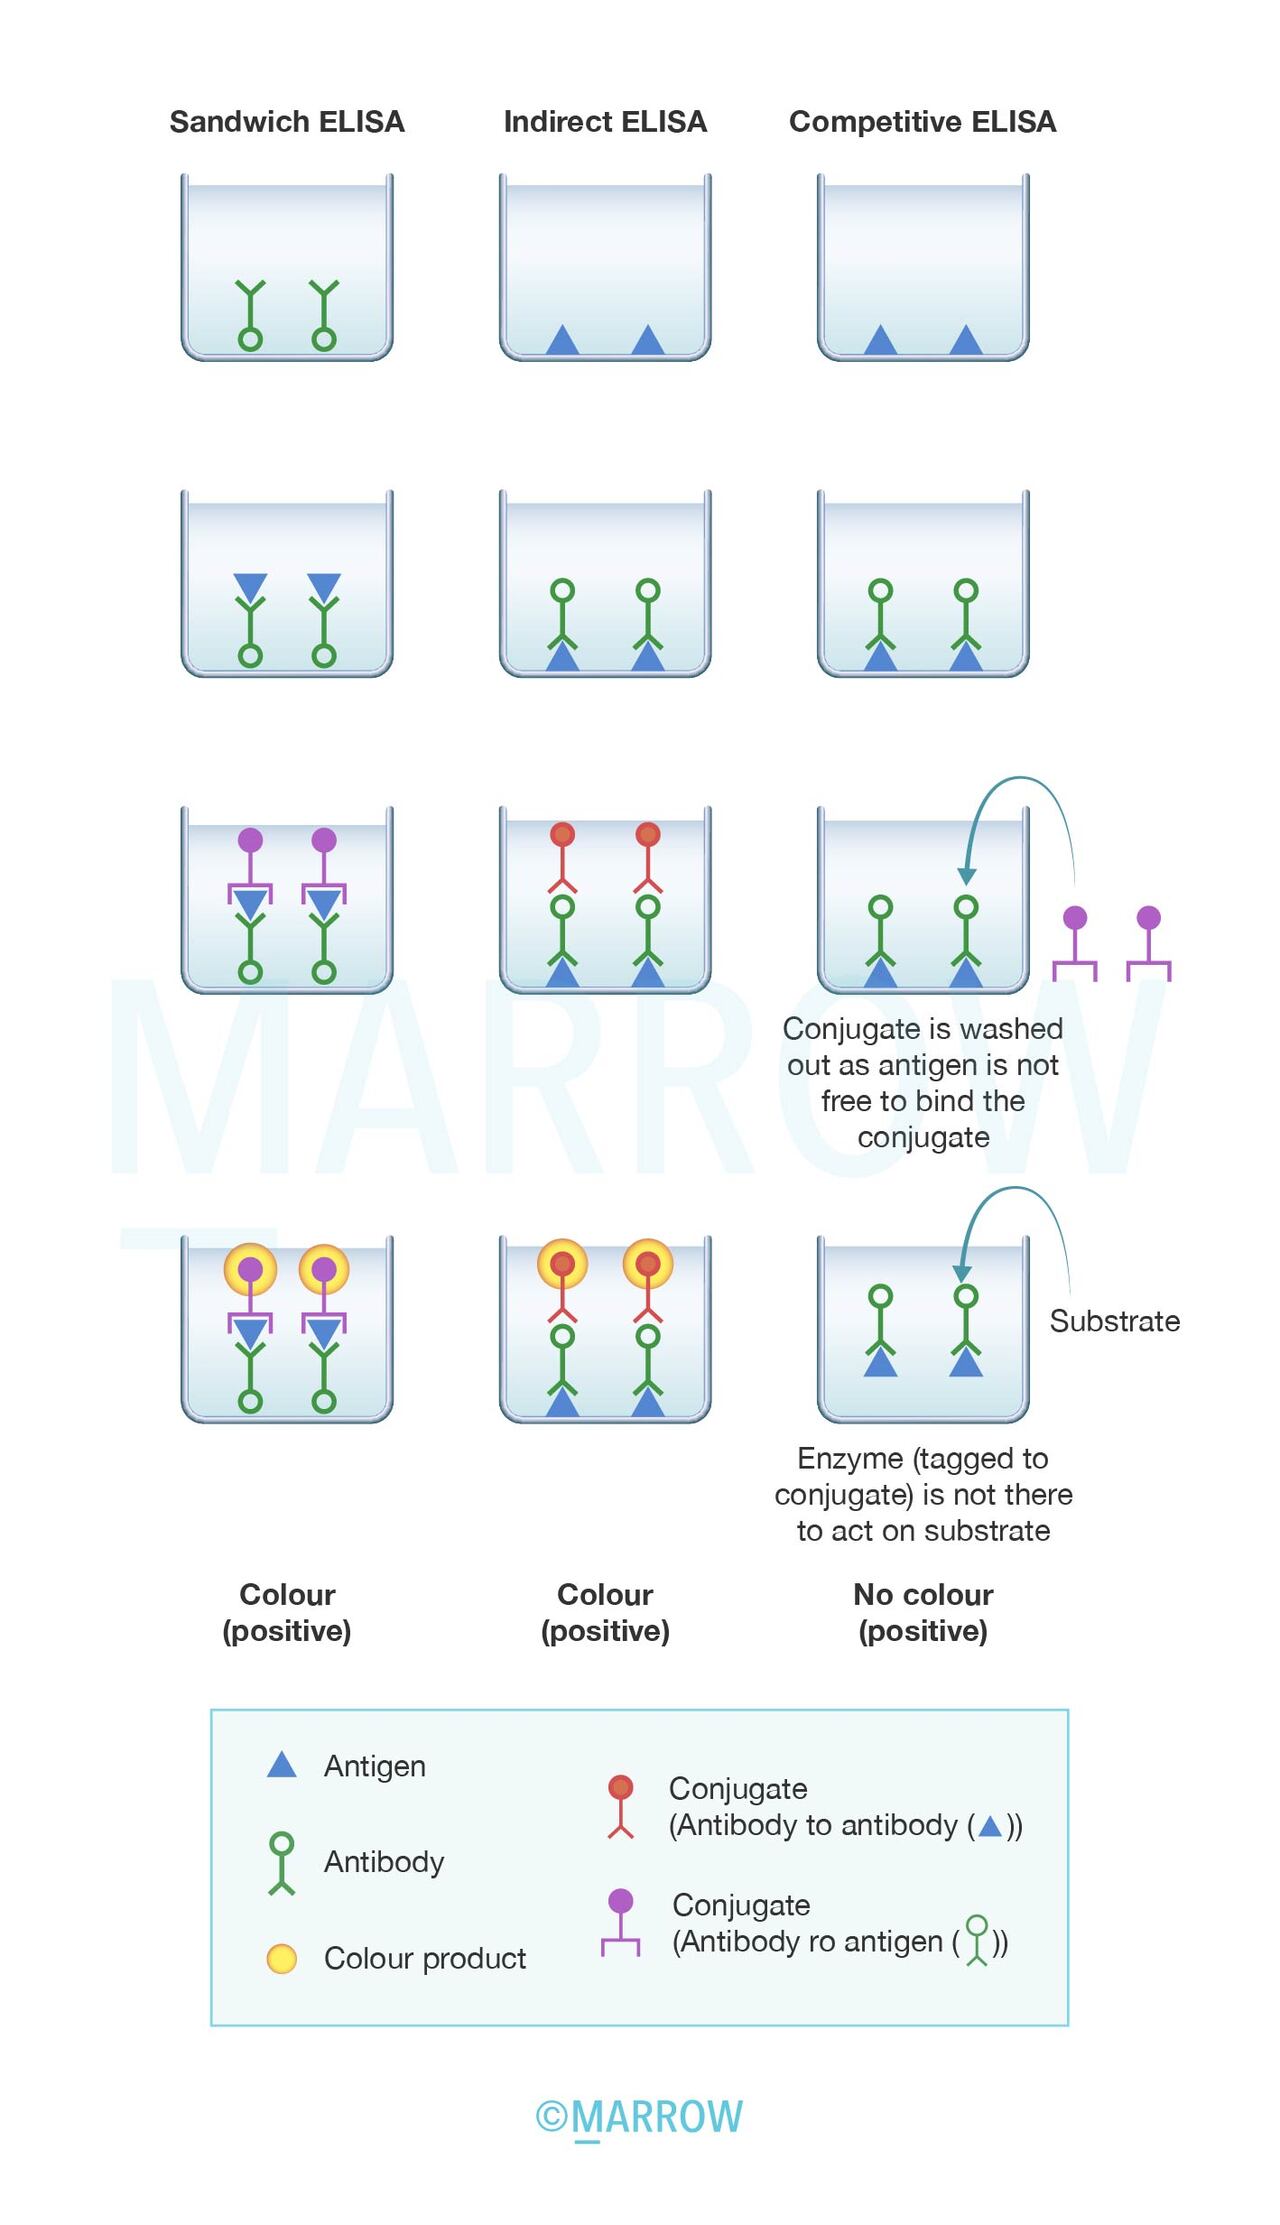 Sandwich ELISA
Indirect ELISA
Competitive ELISA
Conjugate is washed
out as antigen is not
free to bind the
conjugate
Substrate
Enzyme (tagged to
conjugate) is not there
to act on substrate
Colour
(positive)
Colour
(positive)
No colour
(positive)
Antigen
Antibody
Colour product
Conjugate
(Antibody to antibody ( ))
Conjugate
(Antibody ro antigen ( ))
MARROW
©MARROW